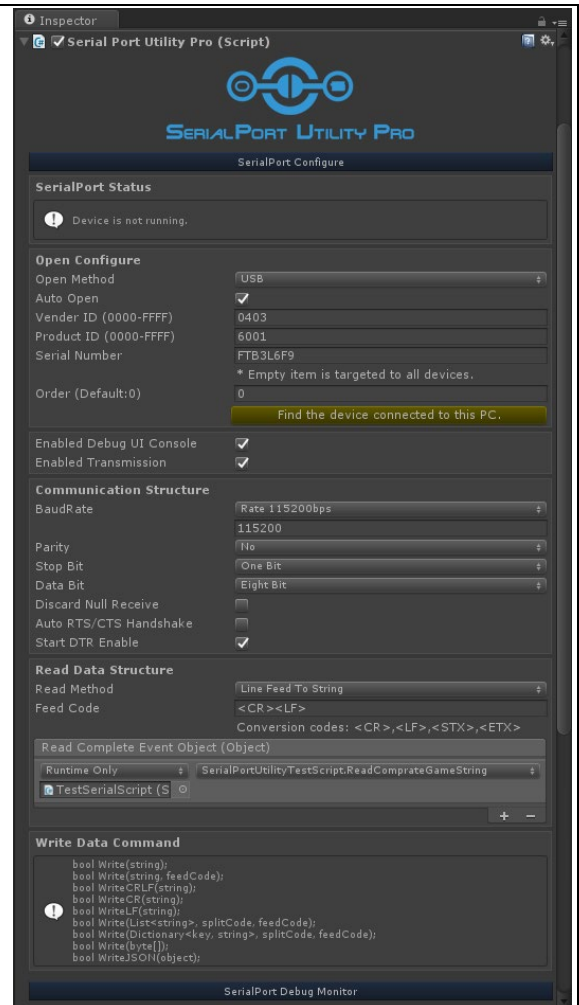 Inspector
Serial Port Utility Pro (Script)
SERIALPORT UTILITY PRO
SerialPort Configure
SerialPort Status
Device is not running.
Open Configure
Open Method USB
Auto Open
Vender ID (0000-FFFF) 0403
Product ID (0000-FFFF) 6001
Serial Number FTB3L6F9
* Empty item is targeted to all devices.
Order (Default:0) 0
Find the device connected to this PC.
Enabled Debug UI Console
Enabled Transmission
Communication Structure
BaudRate Rate 115200bps
115200
Parity No
Stop Bit One Bit
Data Bit Eight Bit
Discard Null Receive
Auto RTS/CTS Handshake
Start DTR Enable
Read Data Structure
Read Method Line Feed To String
Feed Code <CR><LF>
Conversion codes: <CR>,<LF>,<STX>,<ETX>
Read Complete Event Object (Object)
Runtime Only SerialPortUtilityTestScript.ReadComprateGameString
TestSerialScript (S
Write Data Command
bool Write(string);
bool Write(string, feedCode);
bool WriteCRLF(string);
bool WriteCR(string);
bool WriteLF(string);
bool Write(List<string>, splitCode, feedCode);
bool Write(Dictionary<key, string>, splitCode, feedCode);
bool Write(byte[]);
bool WriteJSON(object);
SerialPort Debug Monitor